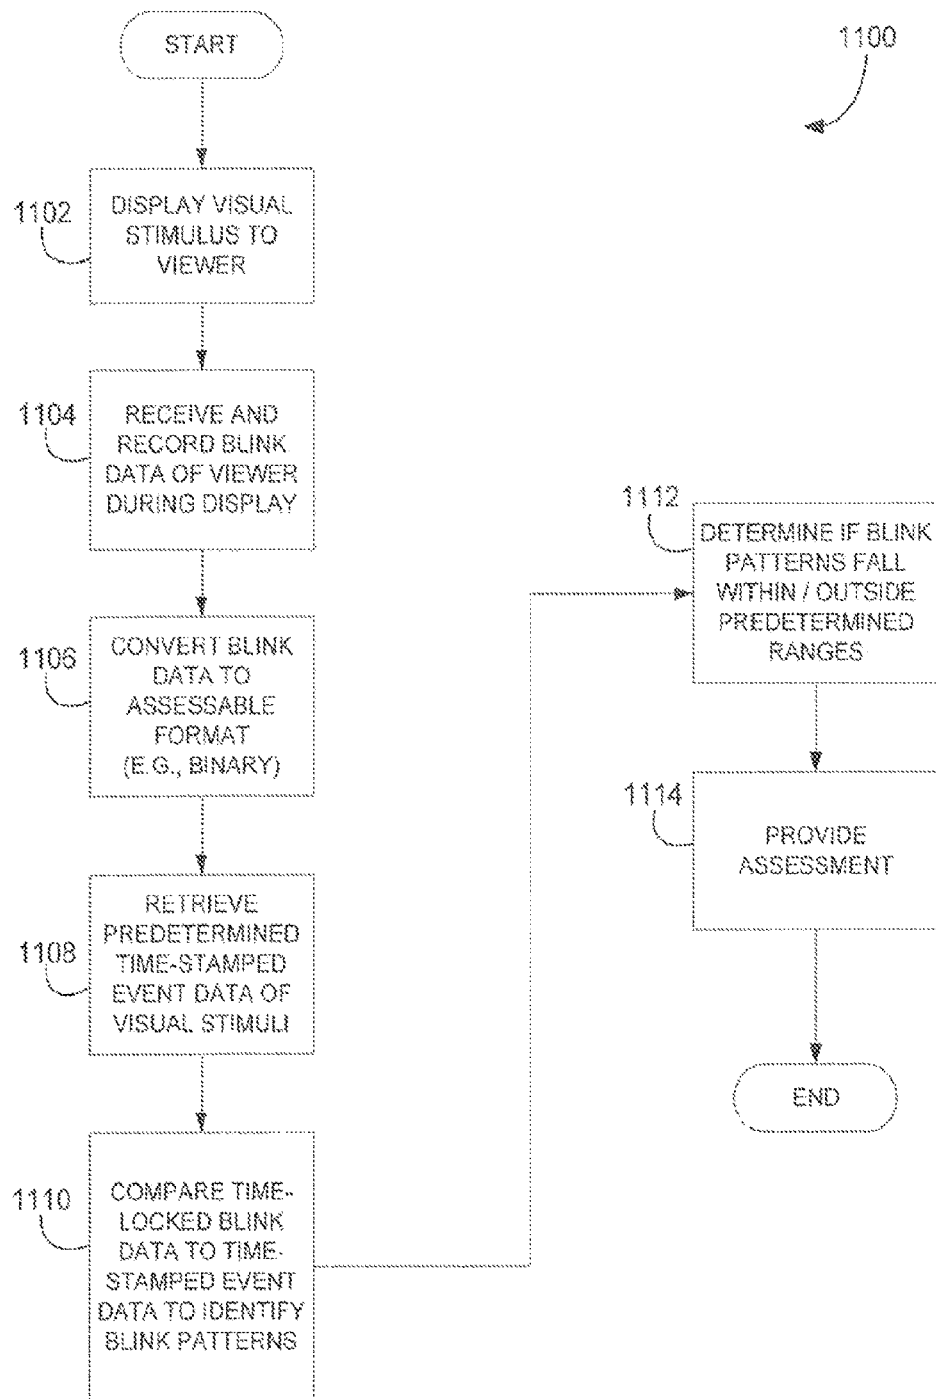 START
1100
1102
DISPLAY VISUAL
STIMULUS TO
VIEWER
1104
RECEIVE AND
RECORD BLINK
DATA OF VIEWER
DURING DISPLAY
1106
CONVERT BLINK
DATA TO
ASSESSABLE
FORMAT
(E.G., BINARY)
1108
RETRIEVE
PREDETERMINED
TIME-STAMPED
EVENT DATA OF
VISUAL STIMULI
1110
COMPARE TIME-
LOCKED BLINK
DATA TO TIME-
STAMPED EVENT
DATA TO IDENTIFY
BLINK PATTERNS
1112
DETERMINE IF BLINK
PATTERNS FALL
WITHIN / OUTSIDE
PREDETERMINED
RANGES
1114
PROVIDE
ASSESSMENT
END